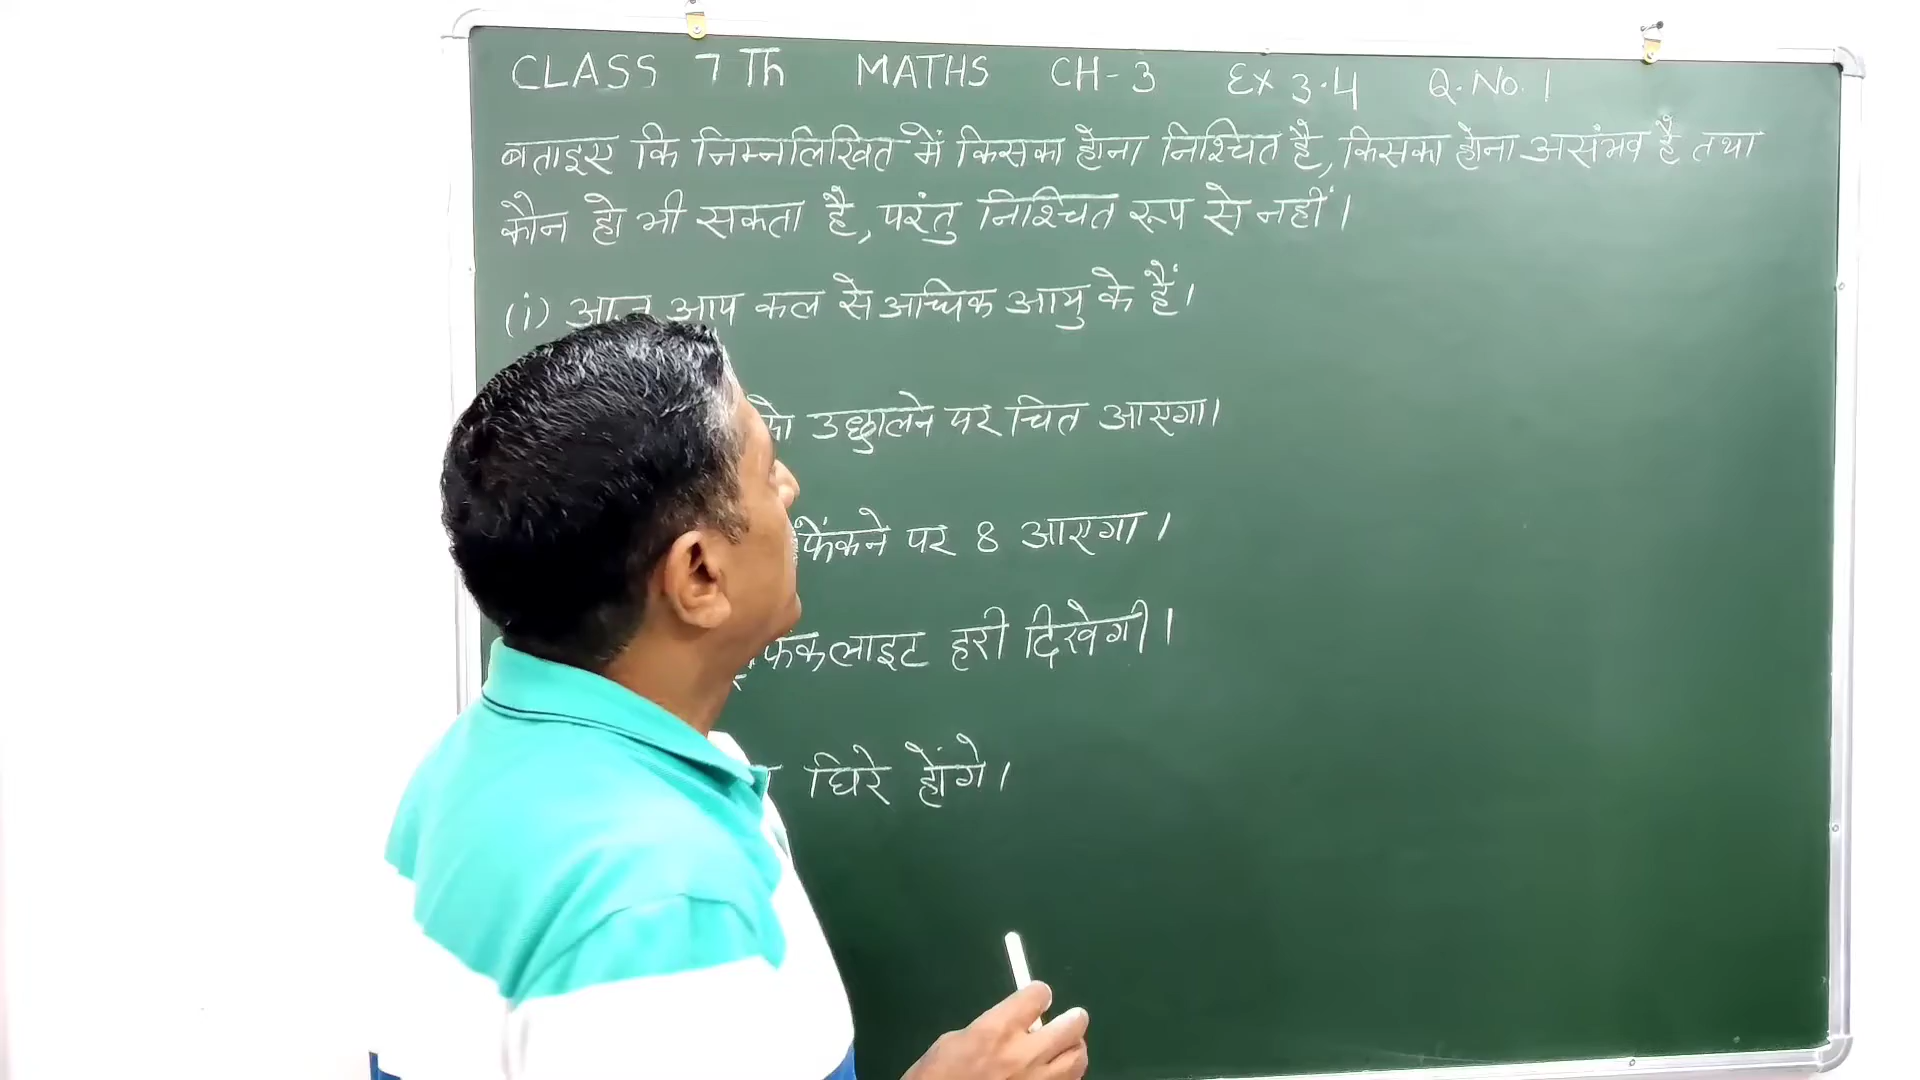 CLASS 7 Th MATHS CH-3 Ex 3.4 Q.No. 1
बताइए कि निम्नलिखित में किसका होना निश्चित है, किसका होना असंभव है तथा
कौन हो भी सकता है, परंतु निश्चित रूप से नहीं।
(i) आज आप कल से अधिक आयु के हैं।
उछालने पर चित आएगा।
फेंकने पर 8 आएगा।
लाइट हरी दिखेगी।
घिरे होंगे।